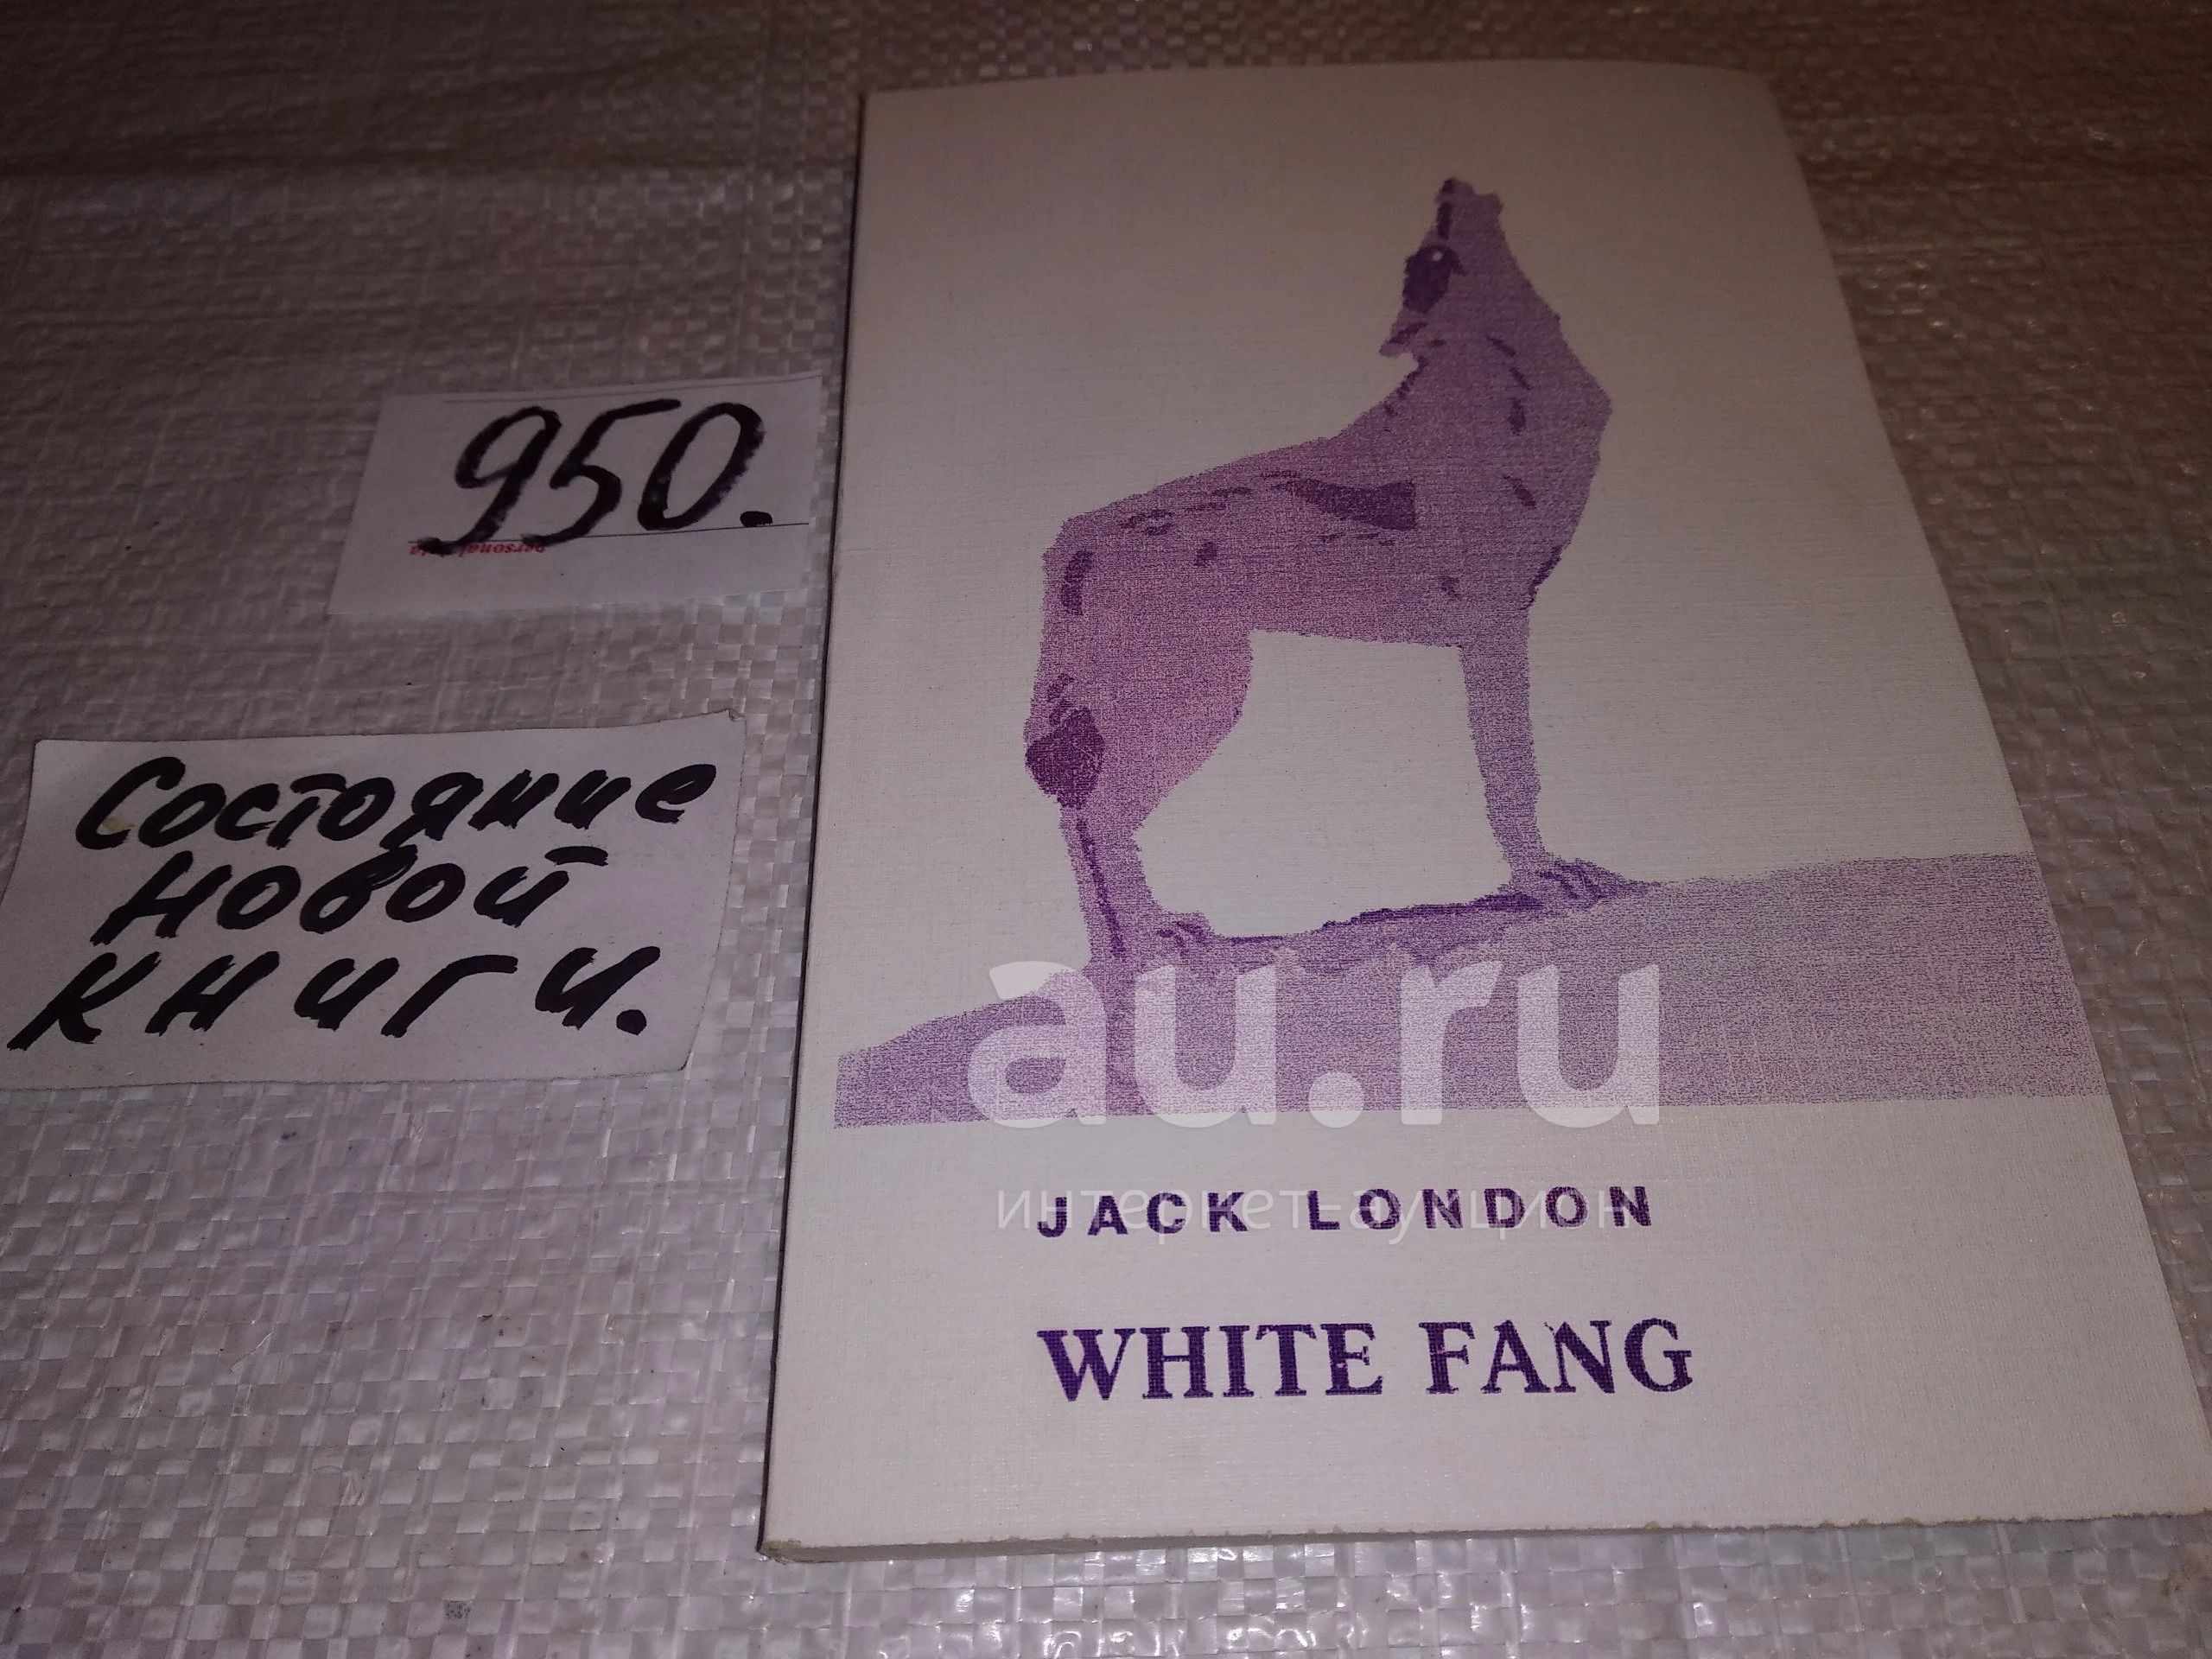 950.
Состояние
новой
книги.
au.ru
интернет-аукцион
JACK LONDON
WHITE FANG